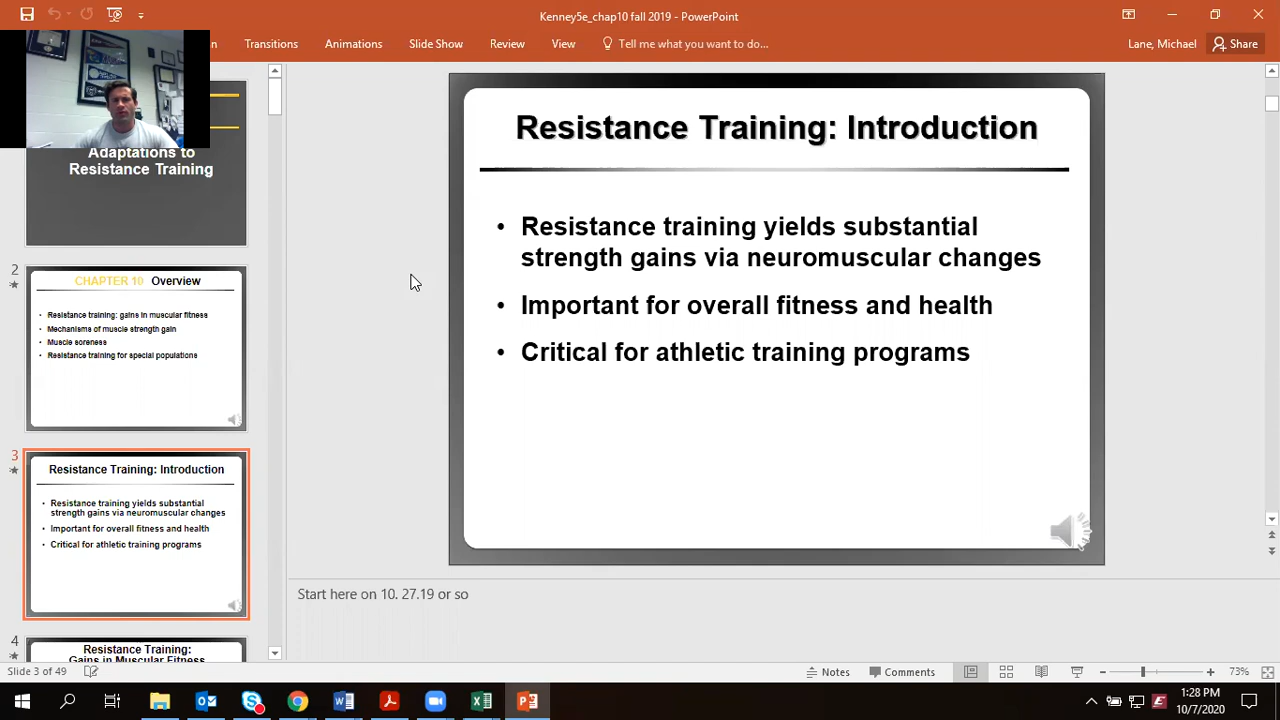 Kenney5e_chap10 fall 2019 - PowerPoint
Transitions
Animations
Slide Show
Review
View
Tell me what you want to do...
Lane, Michael
Share
Adaptations to
Resistance Training
2
CHAPTER 10 Overview
• Resistance training: gains in muscular fitness
• Mechanisms of muscle strength gain
• Muscle soreness
• Resistance training for special populations
3
Resistance Training: Introduction
• Resistance training yields substantial
strength gains via neuromuscular changes
• Important for overall fitness and health
• Critical for athletic training programs
4
Resistance Training:
Gains in Muscular Fitness
Resistance Training: Introduction
• Resistance training yields substantial
strength gains via neuromuscular changes
• Important for overall fitness and health
• Critical for athletic training programs
Start here on 10. 27.19 or so
Slide 3 of 49
Notes
Comments
73%
1:28 PM
10/7/2020